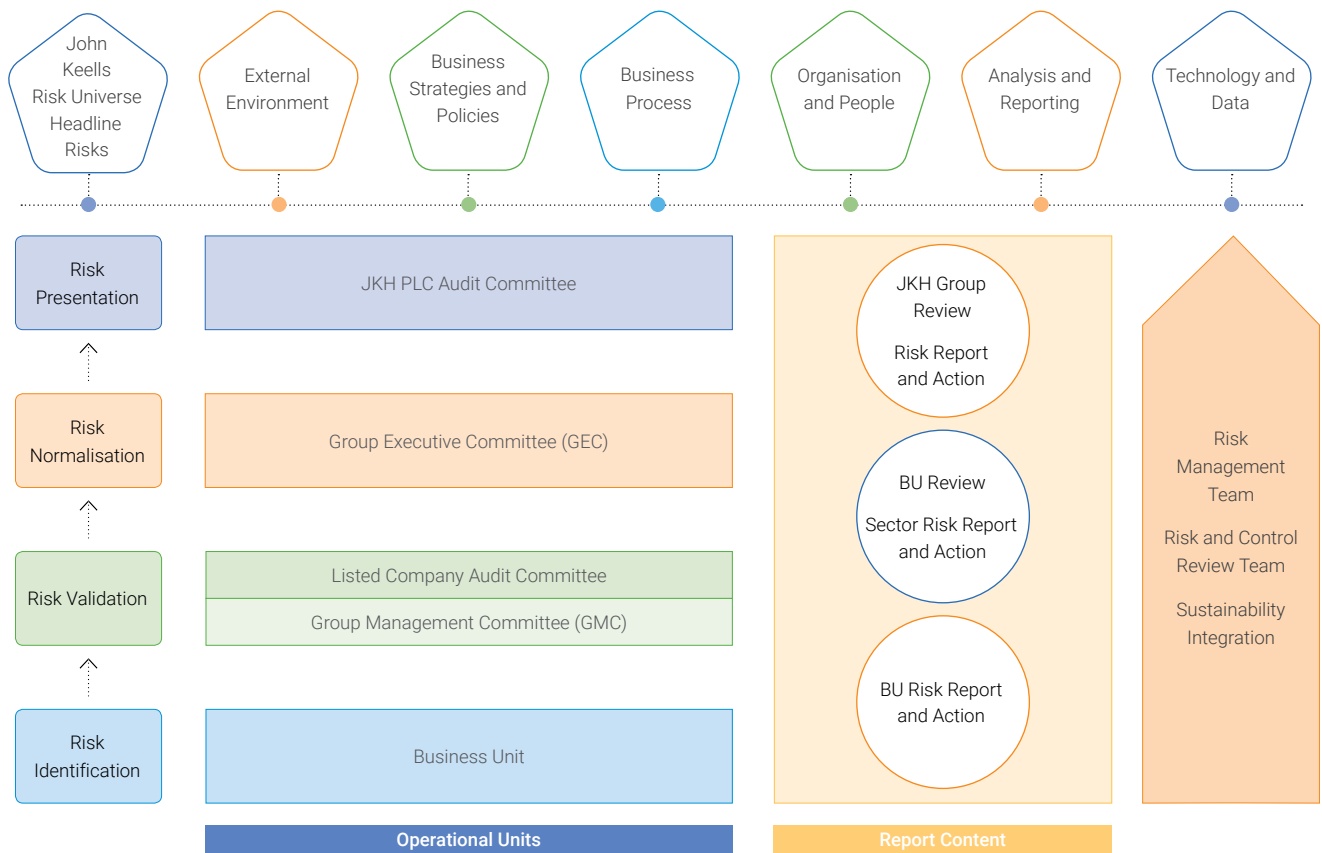 John
Keells
Risk Universe
Headline
Risks
External
Environment
Business
Strategies and
Policies
Business
Process
Organisation
and People
Analysis and
Reporting
Technology and
Data
Risk
Presentation
JKH PLC Audit Committee
JKH Group
Review
Risk Report
and Action
Risk
Normalisation
Group Executive Committee (GEC)
BU Review
Sector Risk Report
and Action
Risk
Management
Team
Risk and Control
Review Team
Sustainability
Integration
Risk Validation
Listed Company Audit Committee
Group Management Committee (GMC)
BU Risk Report
and Action
Risk
Identification
Business Unit
Operational Units
Report Content